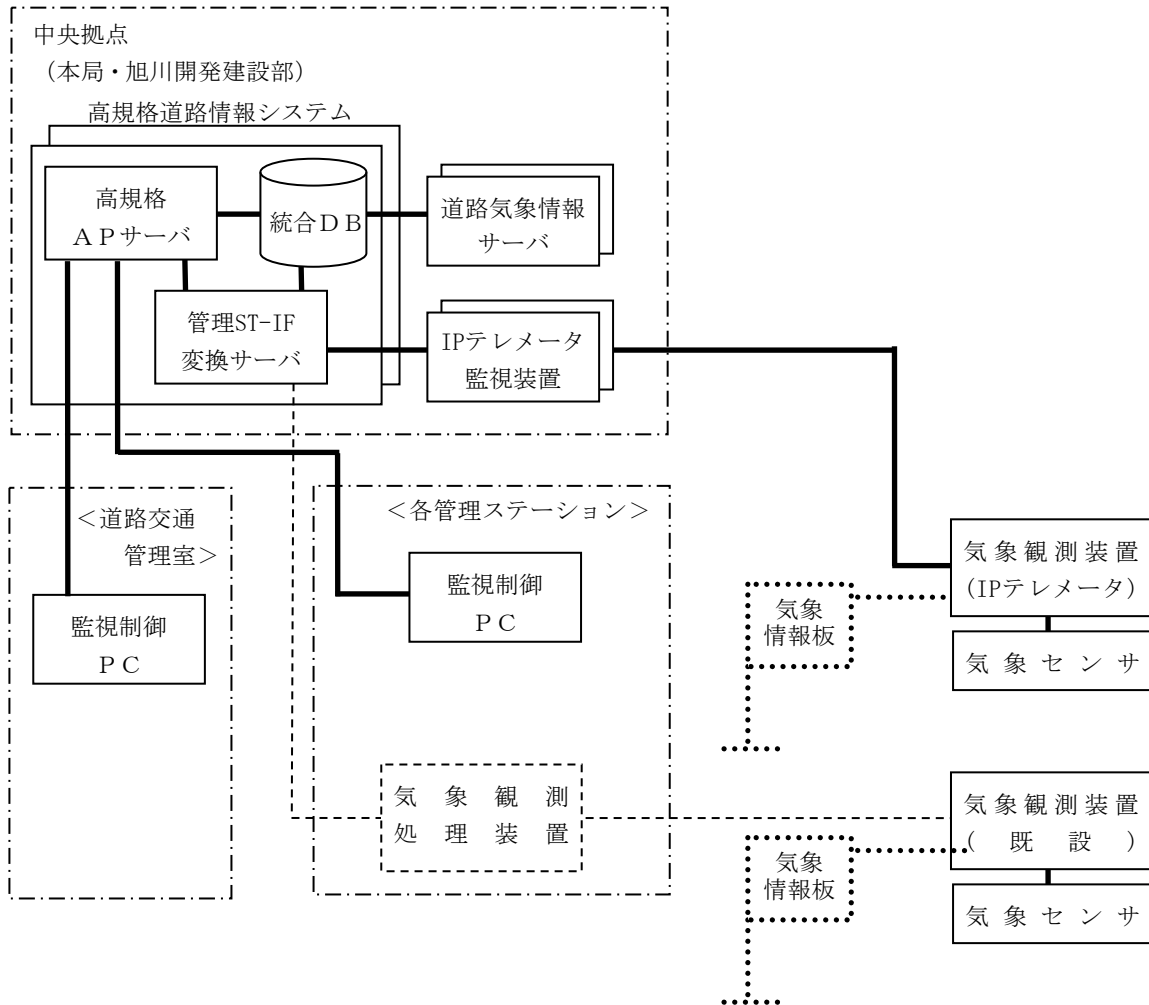 中央拠点
（本局・旭川開発建設部）
高規格道路情報システム
高規格
ＡＰサーバ
統合ＤＢ
道路気象情報
サーバ
管理ST-IF
変換サーバ
IPテレメータ
監視装置
＜道路交通
管理室＞
監視制御
ＰＣ
＜各管理ステーション＞
監視制御
ＰＣ
気象観測
処理装置
気象
情報板
気象観測装置
(IPテレメータ)
気象センサ
気象
情報板
気象観測装置
(既設)
気象センサ